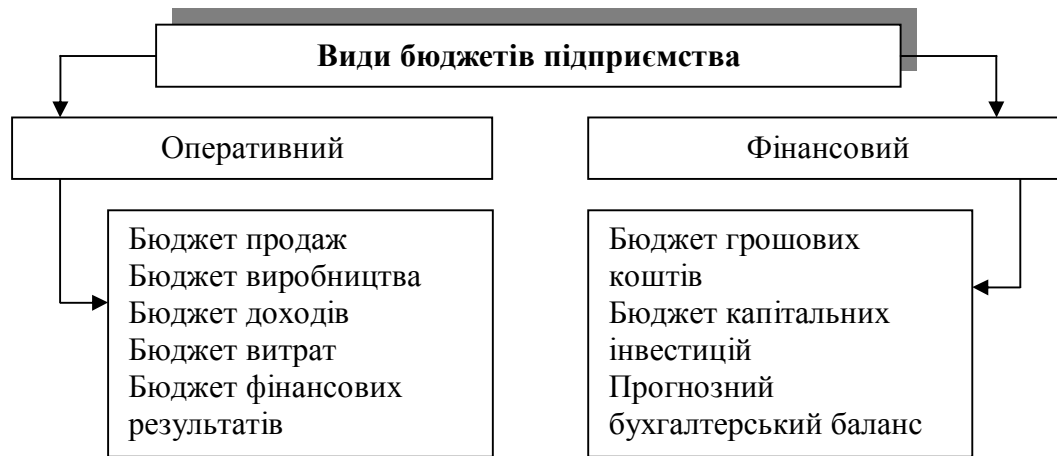 Види бюджетів підприємства
Оперативний
Фінансовий
Бюджет продаж
Бюджет виробництва
Бюджет доходів
Бюджет витрат
Бюджет фінансових
результатів
Бюджет грошових
коштів
Бюджет капітальних
інвестицій
Прогнозний
бухгалтерський баланс